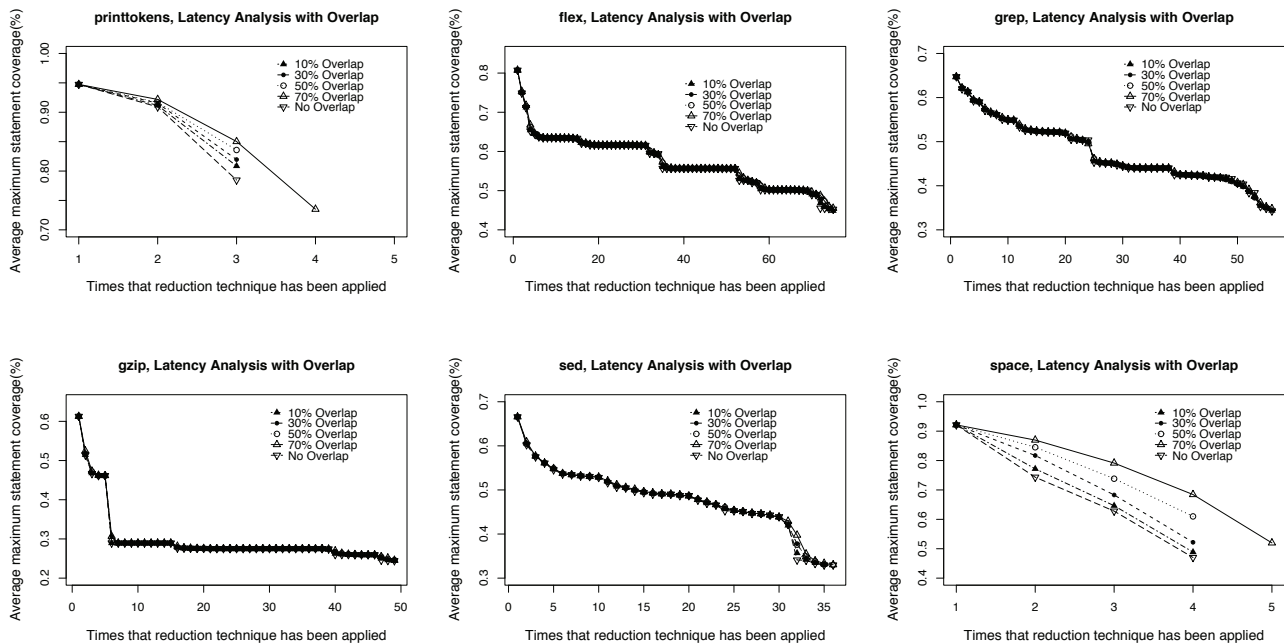 printtokens, Latency Analysis with Overlap
Average maximum statement coverage(%)
1.00
0.90
0.80
0.70
10% Overlap
30% Overlap
50% Overlap
70% Overlap
No Overlap
1 2 3 4 5
Times that reduction technique has been applied
flex, Latency Analysis with Overlap
Average maximum statement coverage(%)
0.8
0.7
0.6
0.5
0.4
10% Overlap
30% Overlap
50% Overlap
70% Overlap
No Overlap
0 20 40 60
Times that reduction technique has been applied
grep, Latency Analysis with Overlap
Average maximum statement coverage(%)
0.7
0.6
0.5
0.4
0.3
10% Overlap
30% Overlap
50% Overlap
70% Overlap
No Overlap
0 10 20 30 40 50
Times that reduction technique has been applied
gzip, Latency Analysis with Overlap
Average maximum statement coverage(%)
0.6
0.5
0.4
0.3
0.2
10% Overlap
30% Overlap
50% Overlap
70% Overlap
No Overlap
0 10 20 30 40 50
Times that reduction technique has been applied
sed, Latency Analysis with Overlap
Average maximum statement coverage(%)
0.7
0.6
0.5
0.4
0.3
10% Overlap
30% Overlap
50% Overlap
70% Overlap
No Overlap
0 5 10 15 20 25 30 35
Times that reduction technique has been applied
space, Latency Analysis with Overlap
Average maximum statement coverage(%)
1.0
0.9
0.8
0.7
0.6
0.5
0.4
10% Overlap
30% Overlap
50% Overlap
70% Overlap
No Overlap
1 2 3 4 5
Times that reduction technique has been applied